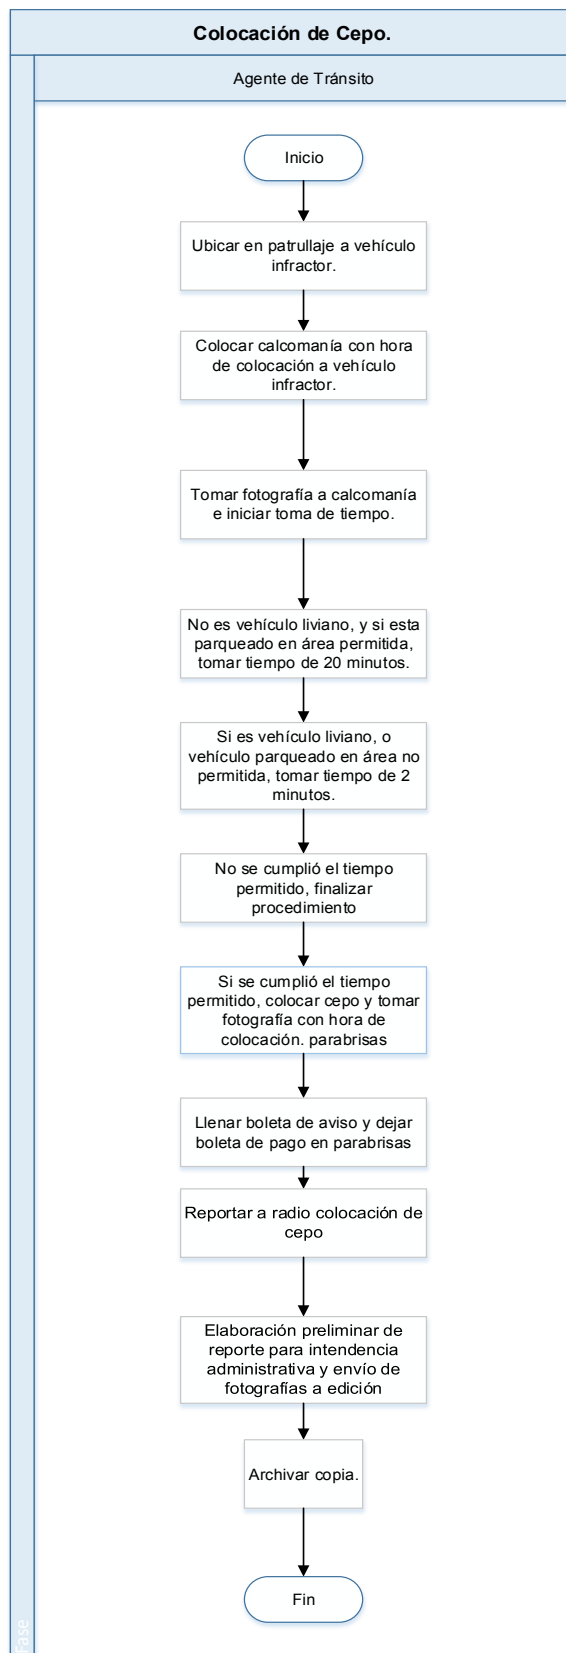 Colocación de Cepo.
Agente de Tránsito
Inicio
Ubicar en patrullaje a vehículo
infractor.
Colocar calcomanía con hora
de colocación a vehículo
infractor.
Tomar fotografía a calcomanía
e iniciar toma de tiempo.
No es vehículo liviano, y si esta
parqueado en área permitida,
tomar tiempo de 20 minutos.
Si es vehículo liviano, o
vehículo parqueado en área no
permitida, tomar tiempo de 2
minutos.
No se cumplió el tiempo
permitido, finalizar
procedimiento
Si se cumplió el tiempo
permitido, colocar cepo y tomar
fotografía con hora de
colocación. parabrisas
Llenar boleta de aviso y dejar
boleta de pago en parabrisas
Reportar a radio colocación de
cepo
Elaboración preliminar de
reporte para intendencia
administrativa y envío de
fotografías a edición
Archivar copia.
Fin
Fase